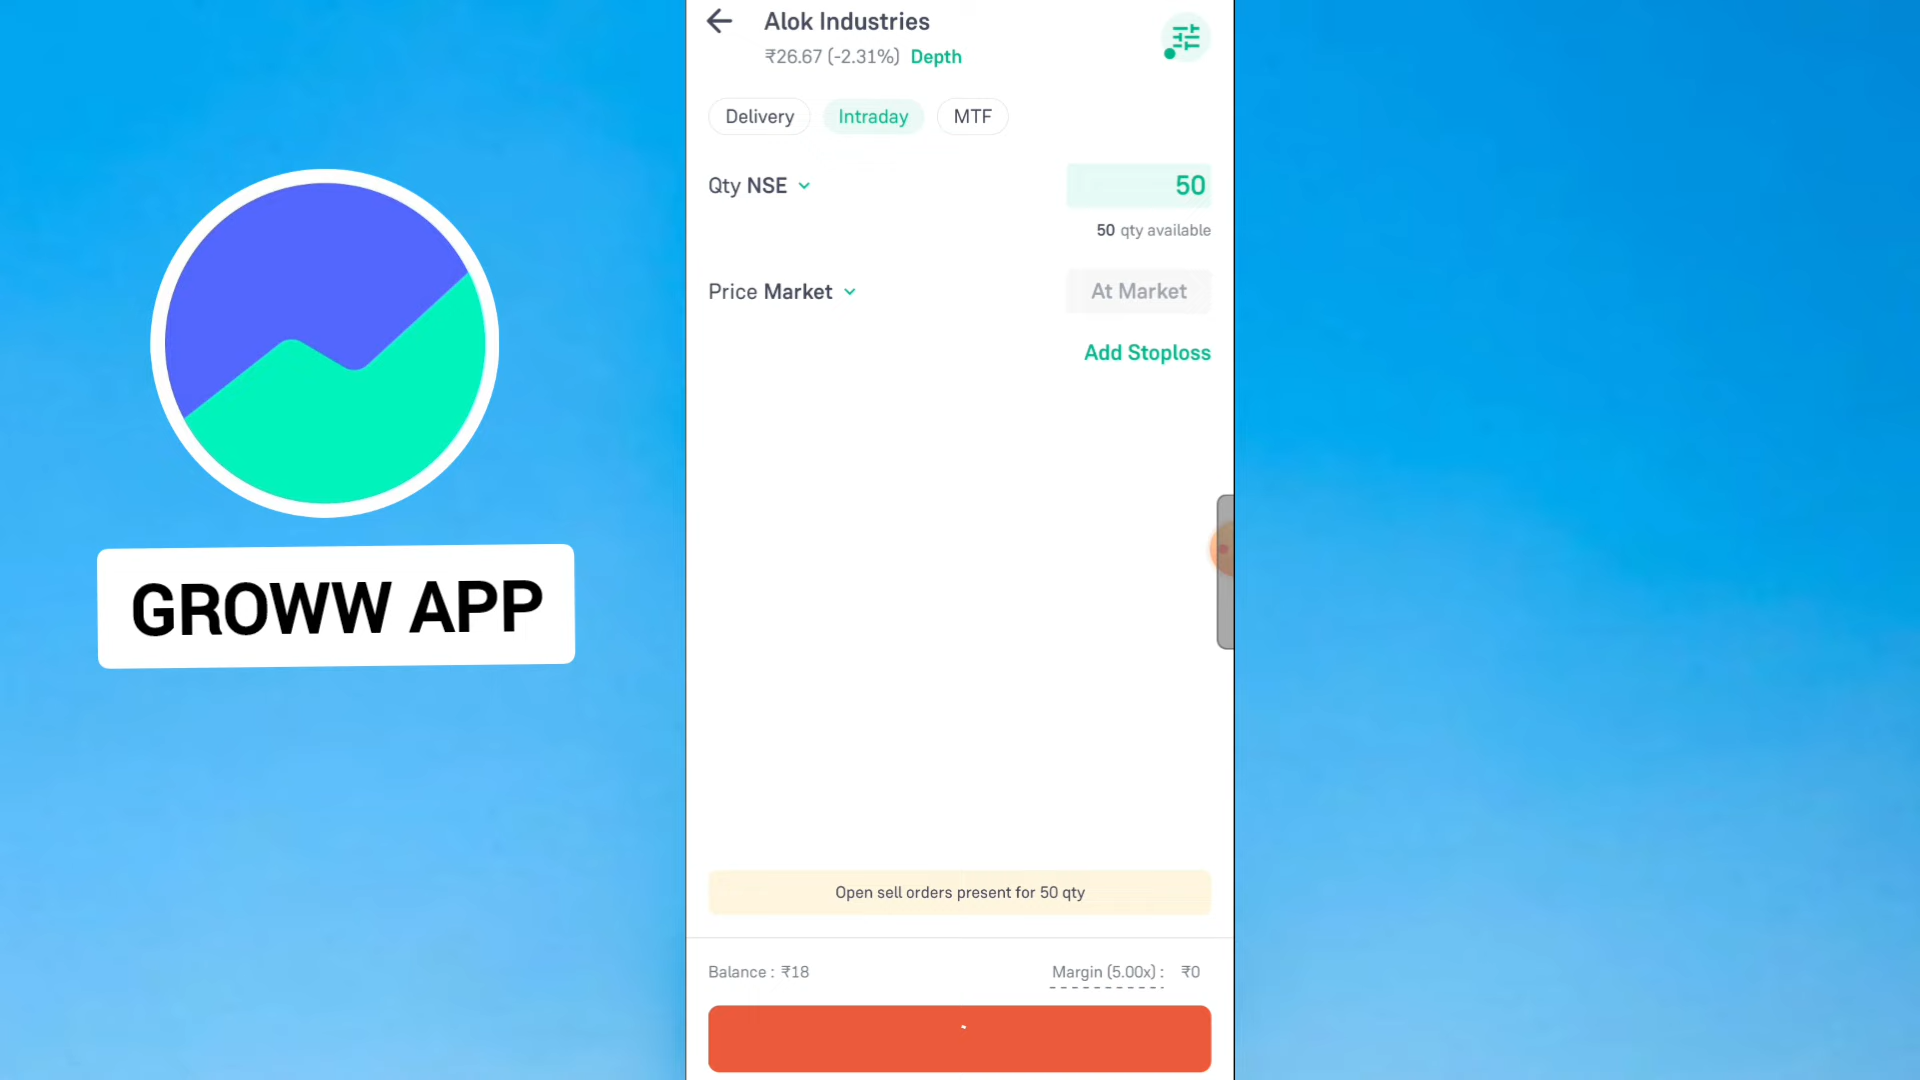 Alok Industries
₹26.67 (-2.31%) Depth
Delivery Intraday MTF
Qty NSE 50
50 qty available
Price Market At Market
Add Stoploss
GROWW APP
Open sell orders present for 50 qty
Balance : ₹18 Margin (5.00x) : ₹0